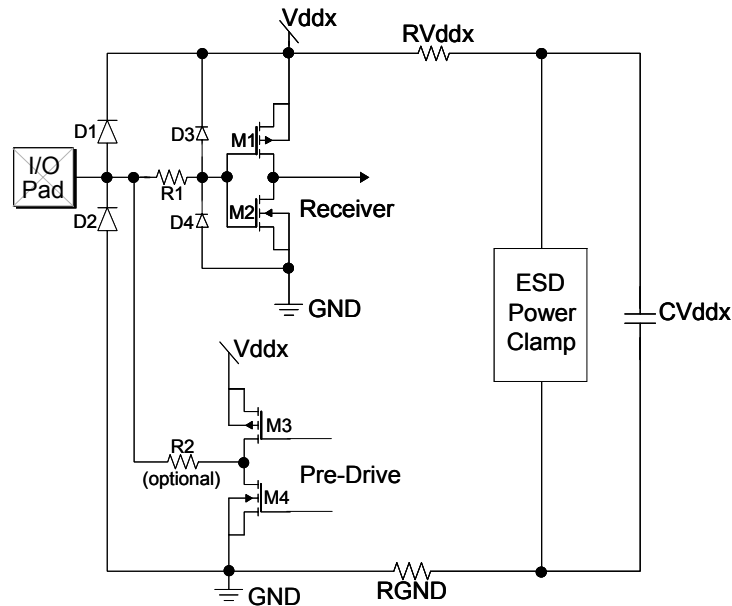 Vddx
RVddx
D1
D3
M1
I/O
Pad
R1
D2
D4
M2
Receiver
GND
ESD
Power
Clamp
CVddx
Vddx
M3
R2
(optional)
Pre-Drive
M4
GND
RGND